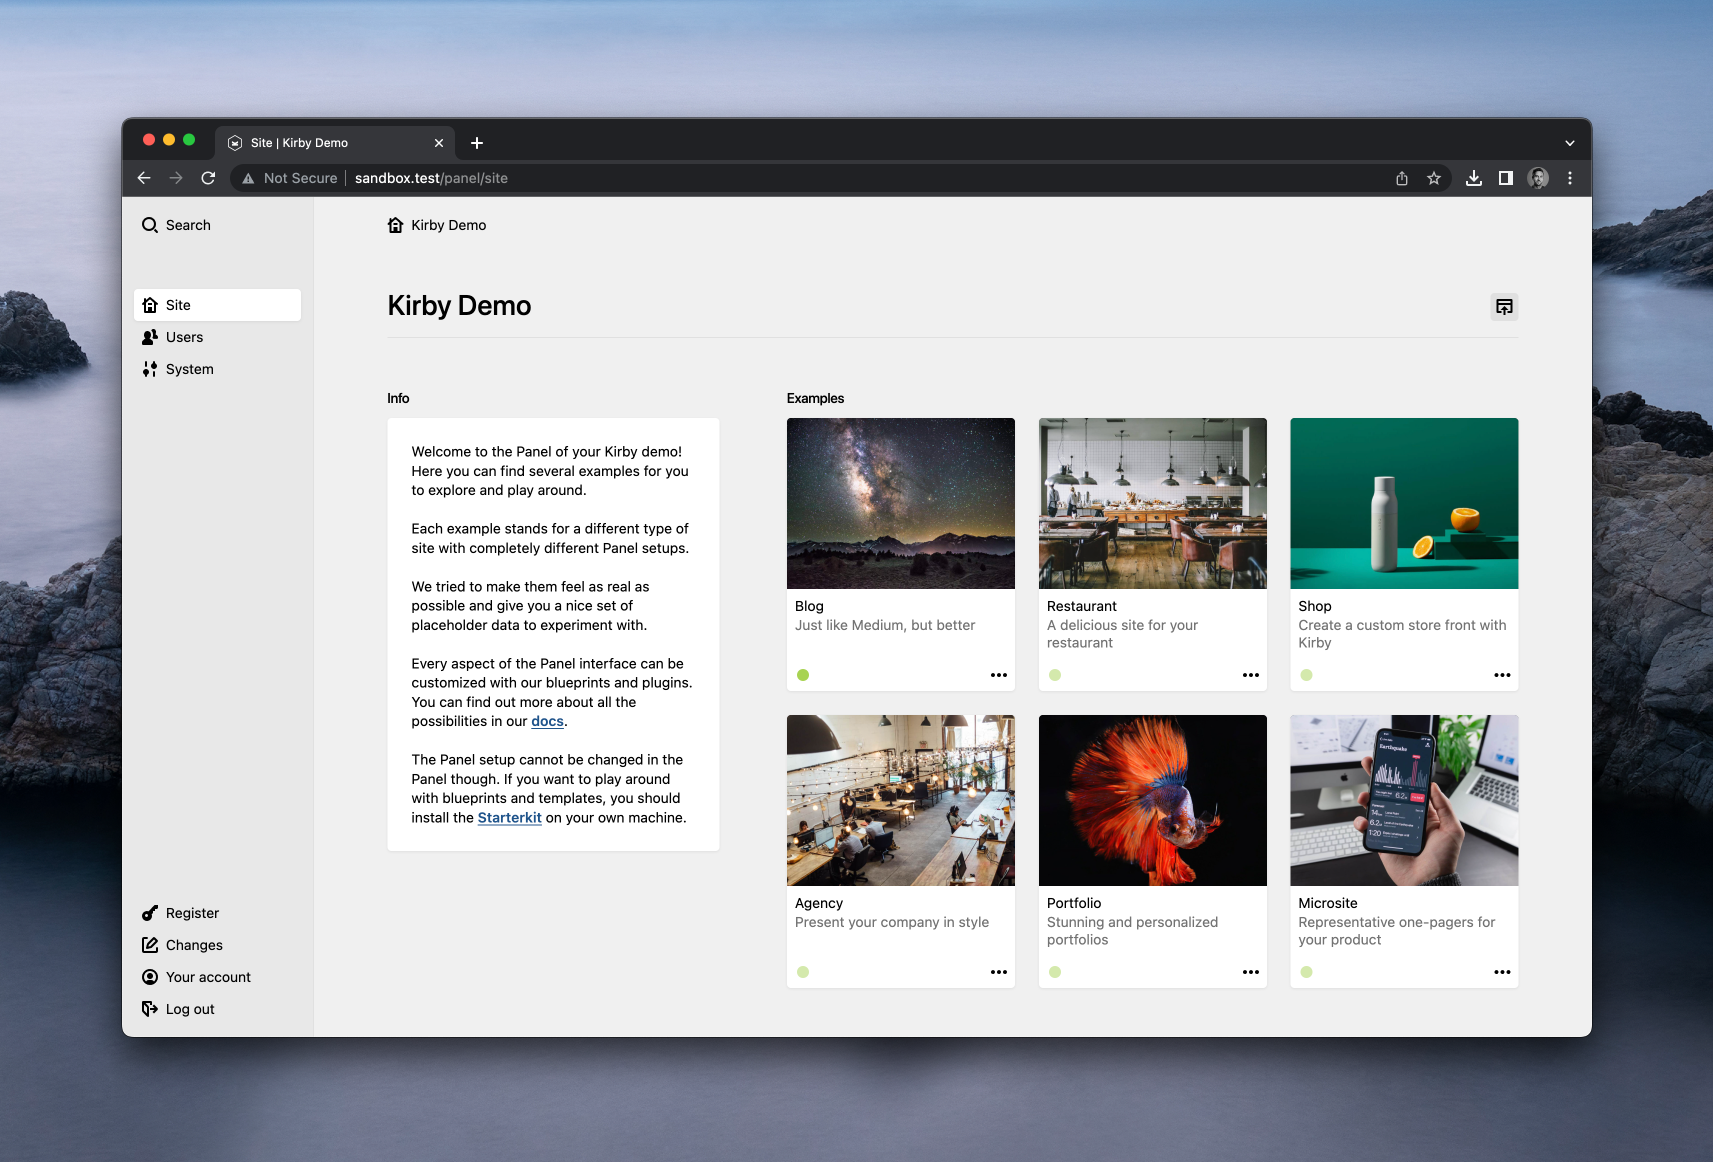 Site | Kirby Demo
Not Secure
sandbox.test/panel/site
Search
Kirby Demo
Site
Users
System
Kirby Demo
Info
Welcome to the Panel of your Kirby demo!
Here you can find several examples for you
to explore and play around.
Each example stands for a different type of
site with completely different Panel setups.
We tried to make them feel as real as
possible and give you a nice set of
placeholder data to experiment with.
Every aspect of the Panel interface can be
customized with our blueprints and plugins.
You can find out more about all the
possibilities in our docs.
The Panel setup cannot be changed in the
Panel though. If you want to play around
with blueprints and templates, you should
install the Starterkit on your own machine.
Examples
Blog
Just like Medium, but better
Restaurant
A delicious site for your
restaurant
Shop
Create a custom store front with
Kirby
Agency
Present your company in style
Portfolio
Stunning and personalized
portfolios
Earthquake
Microsite
Representative one-pagers for
your product
Register
Changes
Your account
Log out